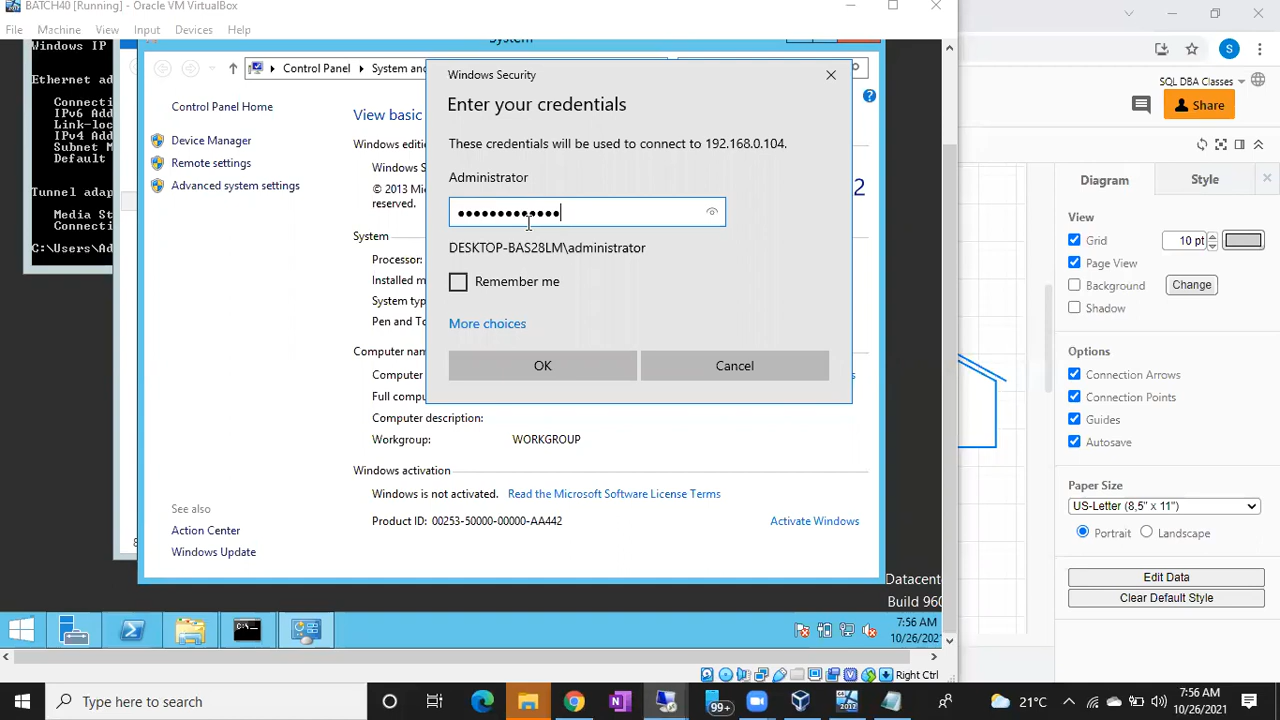 BATCH40 [Running] - Oracle VM VirtualBox
File Machine View Input Devices Help
Windows IP
Ethernet ad
Connecti
IPv6 Add
Link-loc
IPv4 Add
Subnet M
Default
Tunnel adap
Media St
Connecti
C:\Users\Ad
System
Control Panel
System an
Control Panel Home
Device Manager
Remote settings
Advanced system settings
See also
Action Center
Windows Update
View basic
Windows editi
Windows S
© 2013 Mi
reserved.
2
System
Processor:
Installed m
System typ
Pen and To
Computer nam
Computer
Full compu
Computer description:
Workgroup: WORKGROUP
Windows activation
Windows is not activated. Read the Microsoft Software License Terms
Product ID: 00253-50000-00000-AA442
Activate Windows
Windows Security
Enter your credentials
These credentials will be used to connect to 192.168.0.104.
Administrator
●●●●●●●●●●●●●
DESKTOP-BAS28LM\administrator
Remember me
More choices
OK
Cancel
Datacent
Build 960
7:56 AM
10/26/2021
Right Ctrl
S
SQL DBA Classes
Share
Diagram
Style
Grid
10 pt
Page View
Background
Change
Shadow
Options
Connection Arrows
Connection Points
Guides
Autosave
Paper Size
US-Letter (8,5" x 11")
Portrait
Landscape
Edit Data
Clear Default Style
Type here to search
99+
2017
21°C
7:56 AM
10/26/2021